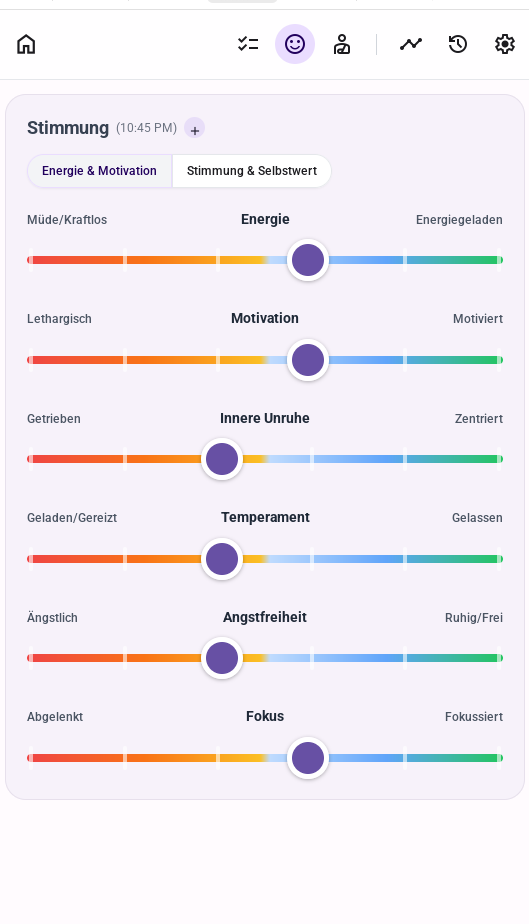 Stimmung (10:45 PM) +
Energie & Motivation Stimmung & Selbstwert
Müde/Kraftlos Energie Energiegeladen
Lethargisch Motivation Motiviert
Getrieben Innere Unruhe Zentriert
Geladen/Gereizt Temperament Gelassen
Ängstlich Angstfreiheit Ruhig/Frei
Abgelenkt Fokus Fokussiert